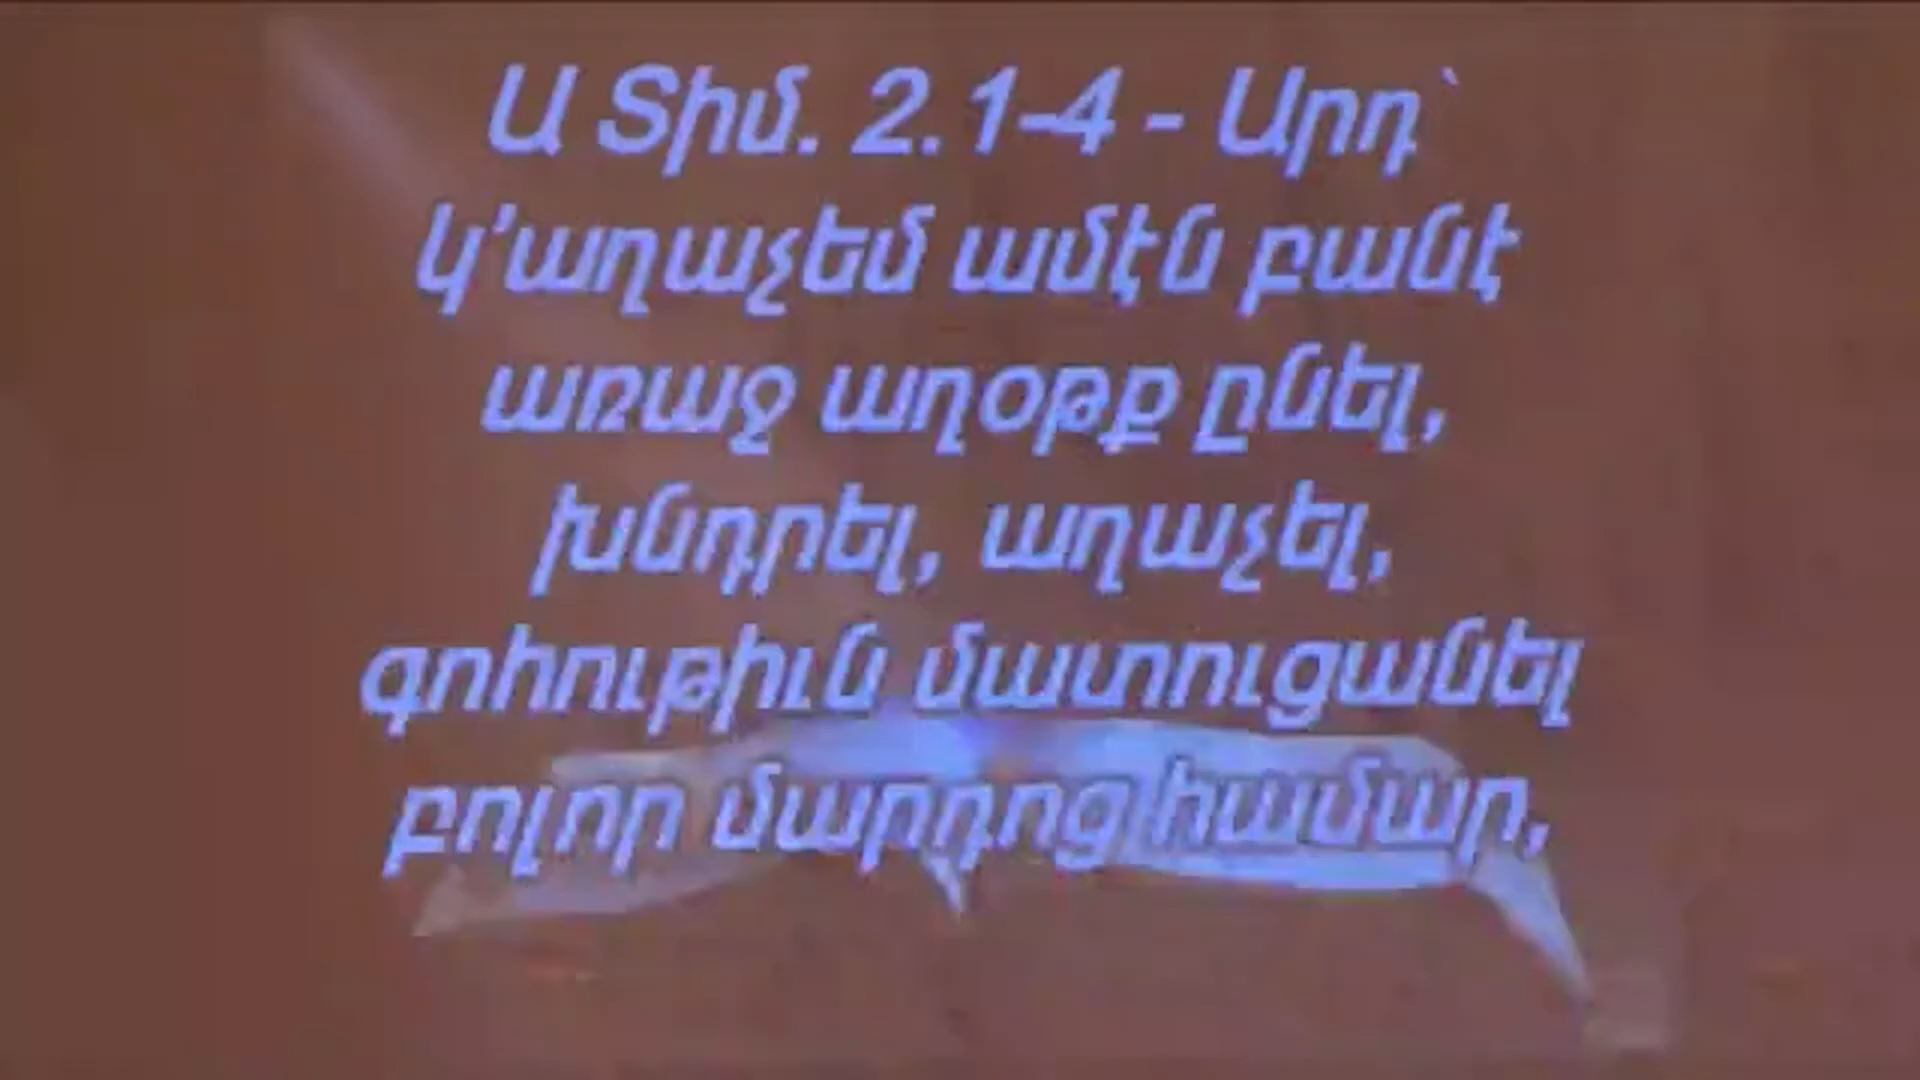 Ա Տիմ. 2.1-4 - Արդ՝
կ՚աղաչեմ ամէն բանէ
առաջ աղօթք ընել,
խնդրել, աղաչել,
գոհութիւն մատուցանել
բոլոր մարդոց համար,